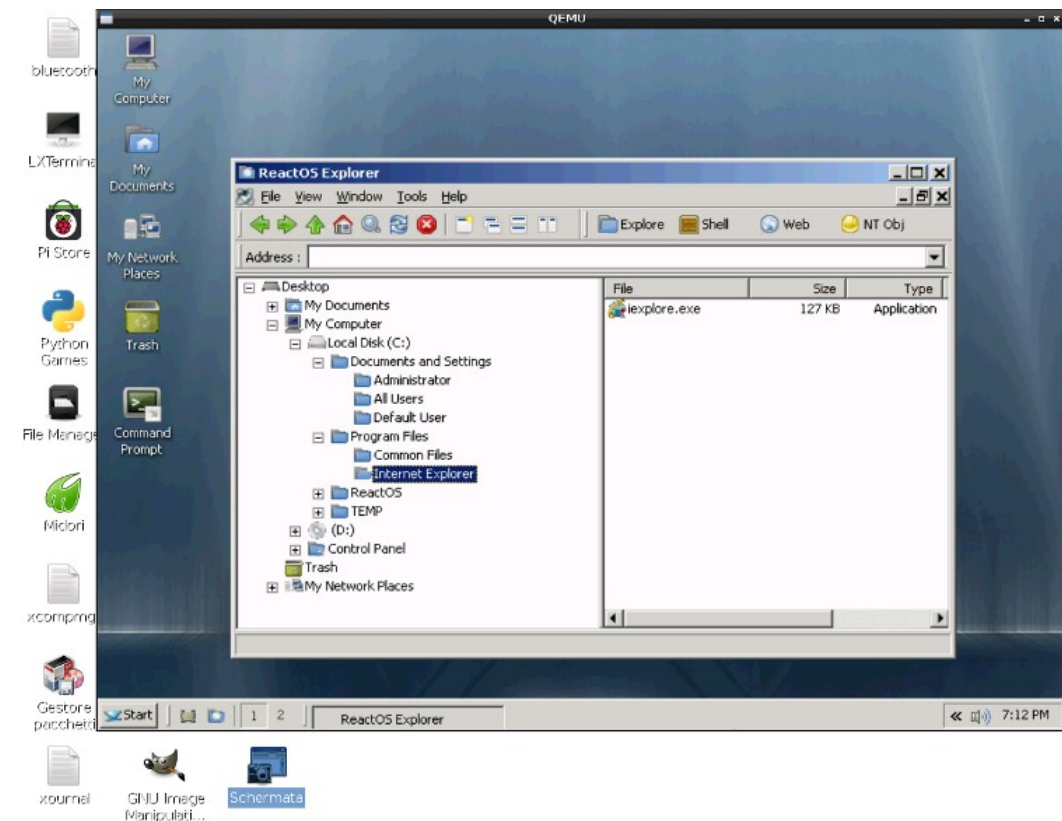 QEMU
bluetooth
LXTermina
Pi Store
Python
Games
File Manage
Midori
xcompmg
Gestore
pacchetti
xournal
GNU Image
Manipulati...
Schermata
My
Computer
My
Documents
My Network
Places
Trash
Command
Prompt
ReactOS Explorer
File View Window Tools Help
Explore Shell Web NT Obj
Address :
Desktop
My Documents
My Computer
Local Disk (C:)
Documents and Settings
Administrator
All Users
Default User
Program Files
Common Files
Internet Explorer
ReactOS
TEMP
(D:)
Control Panel
Trash
My Network Places
File Size Type
iexplore.exe 127 KB Application
Start 1 2 ReactOS Explorer 7:12 PM